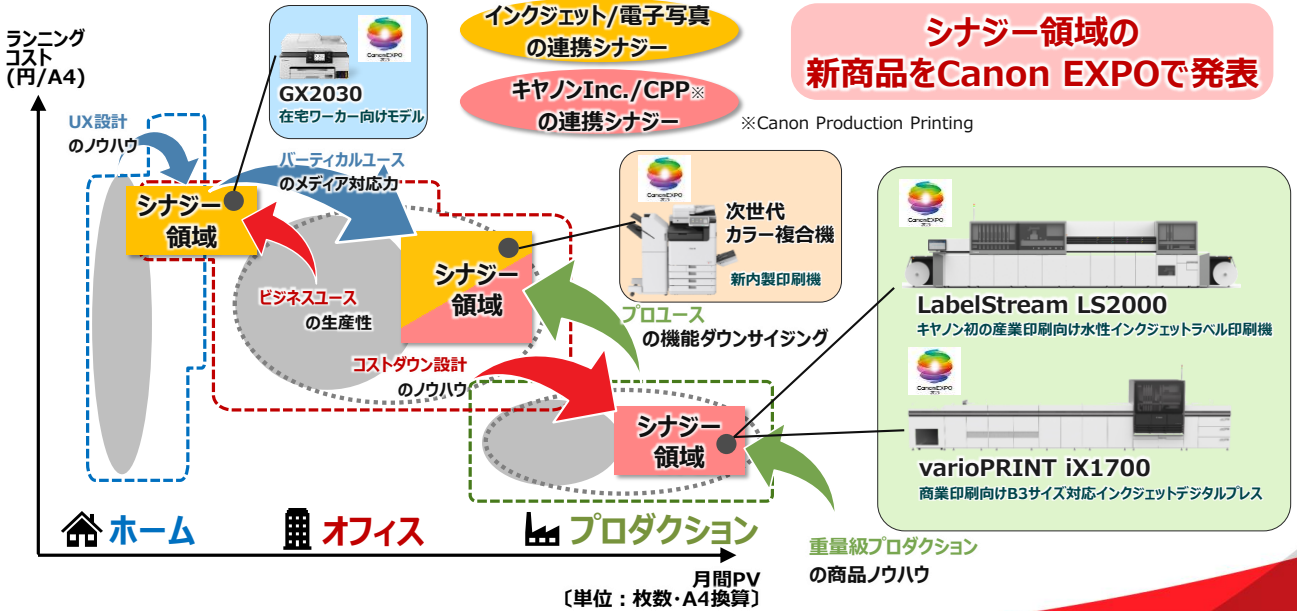 ランニング
コスト
(円/A4)
インクジェット/電子写真
の連携シナジー
キヤノンInc./CPP※
の連携シナジー
※Canon Production Printing
シナジー領域の
新商品をCanon EXPOで発表
CanonEXPO
GX2030
在宅ワーカー向けモデル
UX設計
のノウハウ
バーティカルユース
のメディア対応力
シナジー
領域
ビジネスユース
の生産性
シナジー
領域
コストダウン設計
のノウハウ
CanonEXPO
次世代
カラー複合機
新内製印刷機
プロユース
の機能ダウンサイジング
シナジー
領域
CanonEXPO
LabelStream LS2000
キヤノン初の産業印刷向け水性インクジェットラベル印刷機
CanonEXPO
varioPRINT iX1700
商業印刷向けB3サイズ対応インクジェットデジタルプレス
重量級プロダクション
の商品ノウハウ
ホーム
オフィス
プロダクション
月間PV
〔単位：枚数・A4換算〕